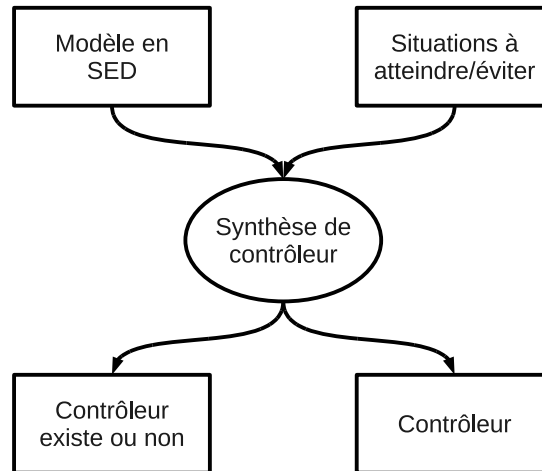 Modèle en
SED
Situations à
atteindre/éviter
Synthèse de
contrôleur
Contrôleur
existe ou non
Contrôleur